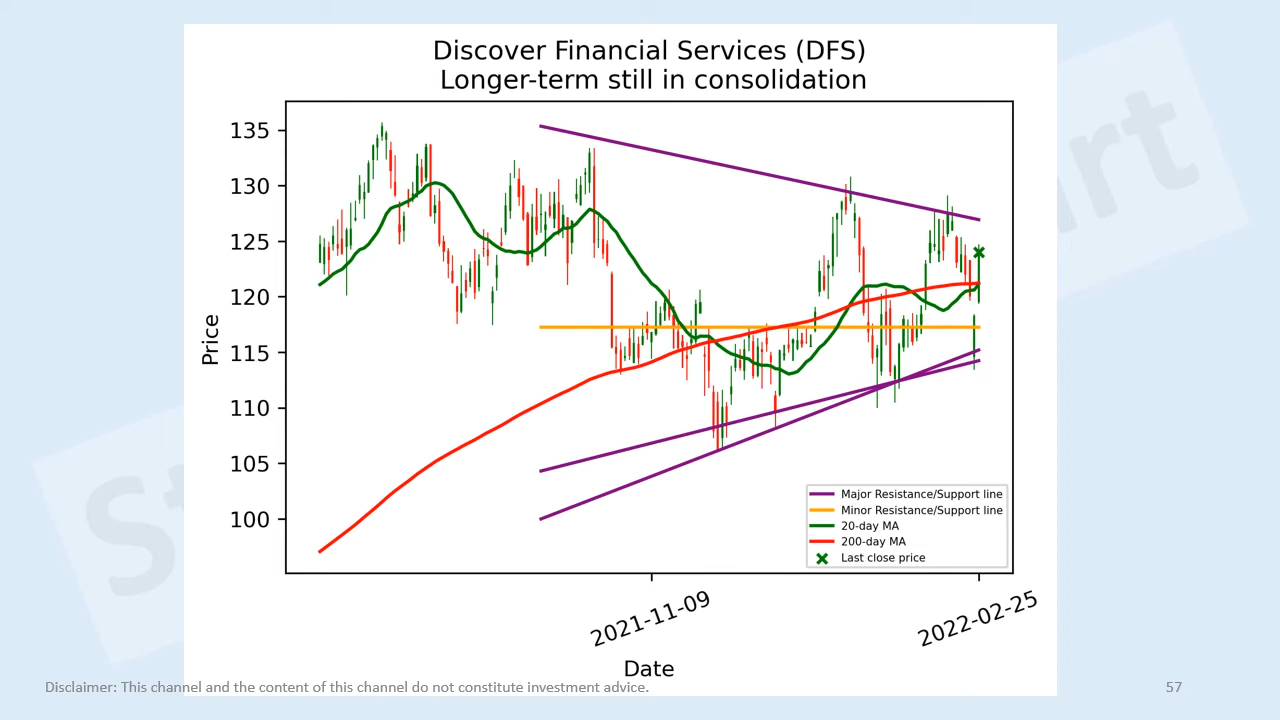 Discover Financial Services (DFS)
Longer-term still in consolidation
Price
135
130
125
120
115
110
105
100
Major Resistance/Support line
Minor Resistance/Support line
20-day MA
200-day MA
Last close price
2021-11-09
2022-02-25
Date
Disclaimer: This channel and the content of this channel do not constitute investment advice.
57